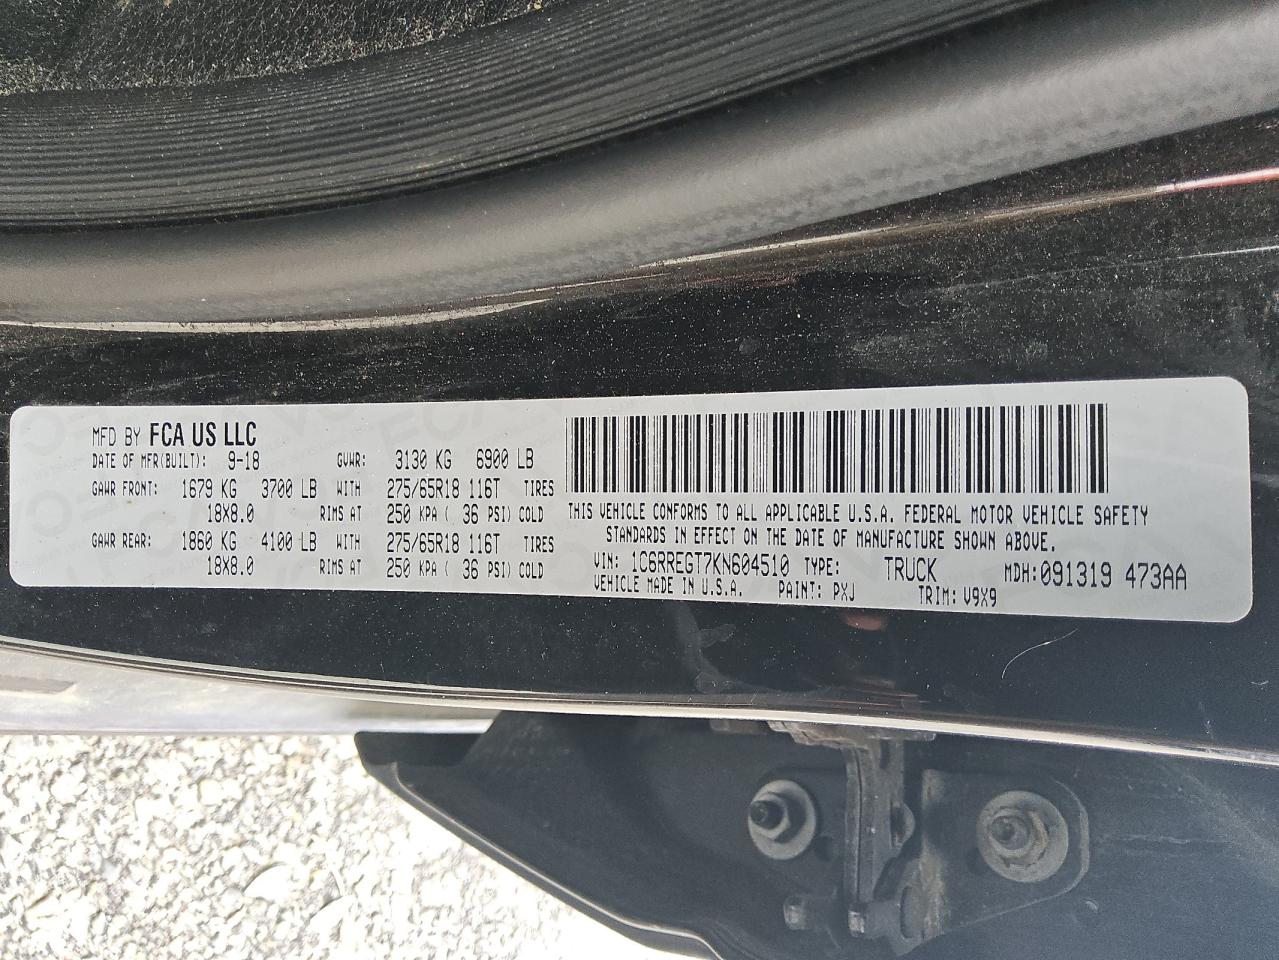 MFD BY FCA US LLC
DATE OF MFR(BUILT): 9-18 GVWR: 3130 KG 6900 LB
GAWR FRONT: 1679 KG 3700 LB WITH 275/65R18 116T TIRES
18X8.0 RIMS AT 250 KPA ( 36 PSI) COLD
GAWR REAR: 1860 KG 4100 LB WITH 275/65R18 116T TIRES
18X8.0 RIMS AT 250 KPA ( 36 PSI) COLD
THIS VEHICLE CONFORMS TO ALL APPLICABLE U.S.A. FEDERAL MOTOR VEHICLE SAFETY
STANDARDS IN EFFECT ON THE DATE OF MANUFACTURE SHOWN ABOVE.
VIN: 1C6RREGT7KN604510 TYPE: TRUCK MDH:091319 473AA
VEHICLE MADE IN U.S.A. PAINT: PXJ TRIM: V9X9